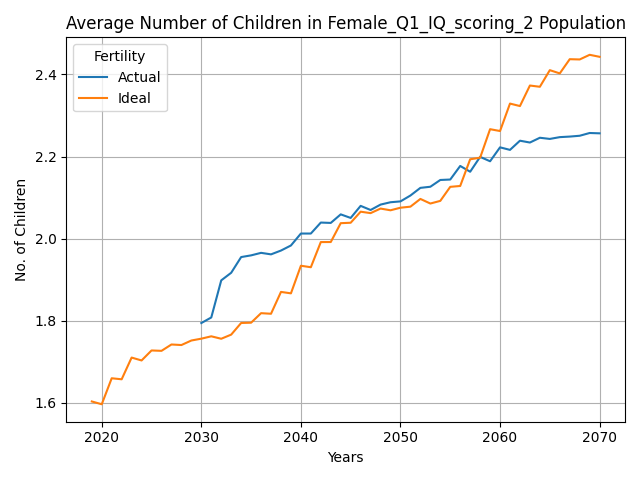 Average Number of Children in Female_Q1_IQ_scoring_2 Population
Fertility
Actual
Ideal
No. of Children
2.4
2.2
2.0
1.8
1.6
2020 2030 2040 2050 2060 2070
Years